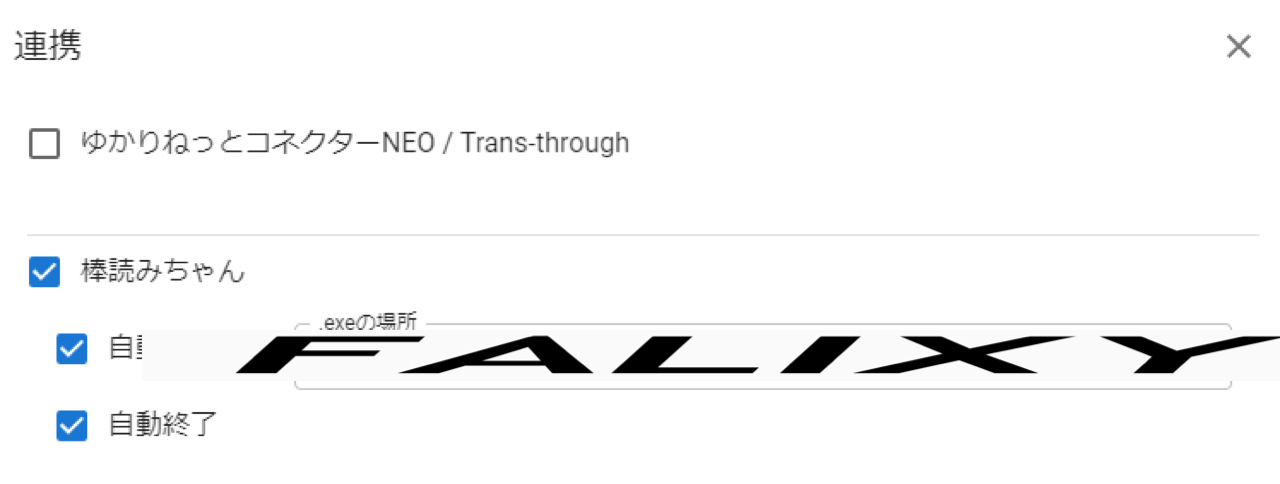 連携
ゆかりねっとコネクターNEO / Trans-through
棒読みちゃん
.exeの場所
自
FALIXY
自動終了